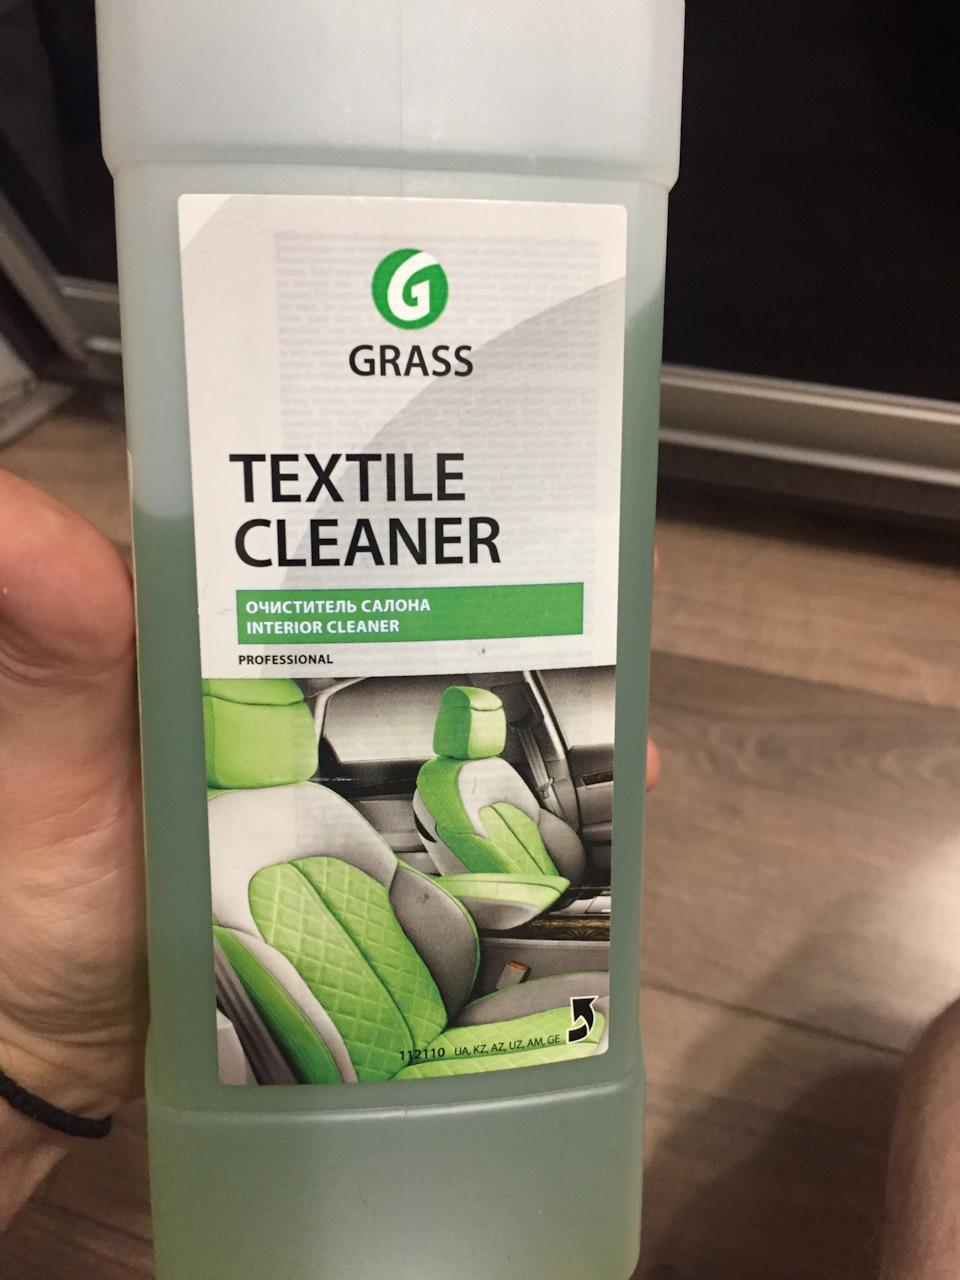 G
GRASS
TEXTILE
CLEANER
ОЧИСТИТЕЛЬ САЛОНА
INTERIOR CLEANER
PROFESSIONAL
112110 UA, KZ, AZ, UZ, AM, GE